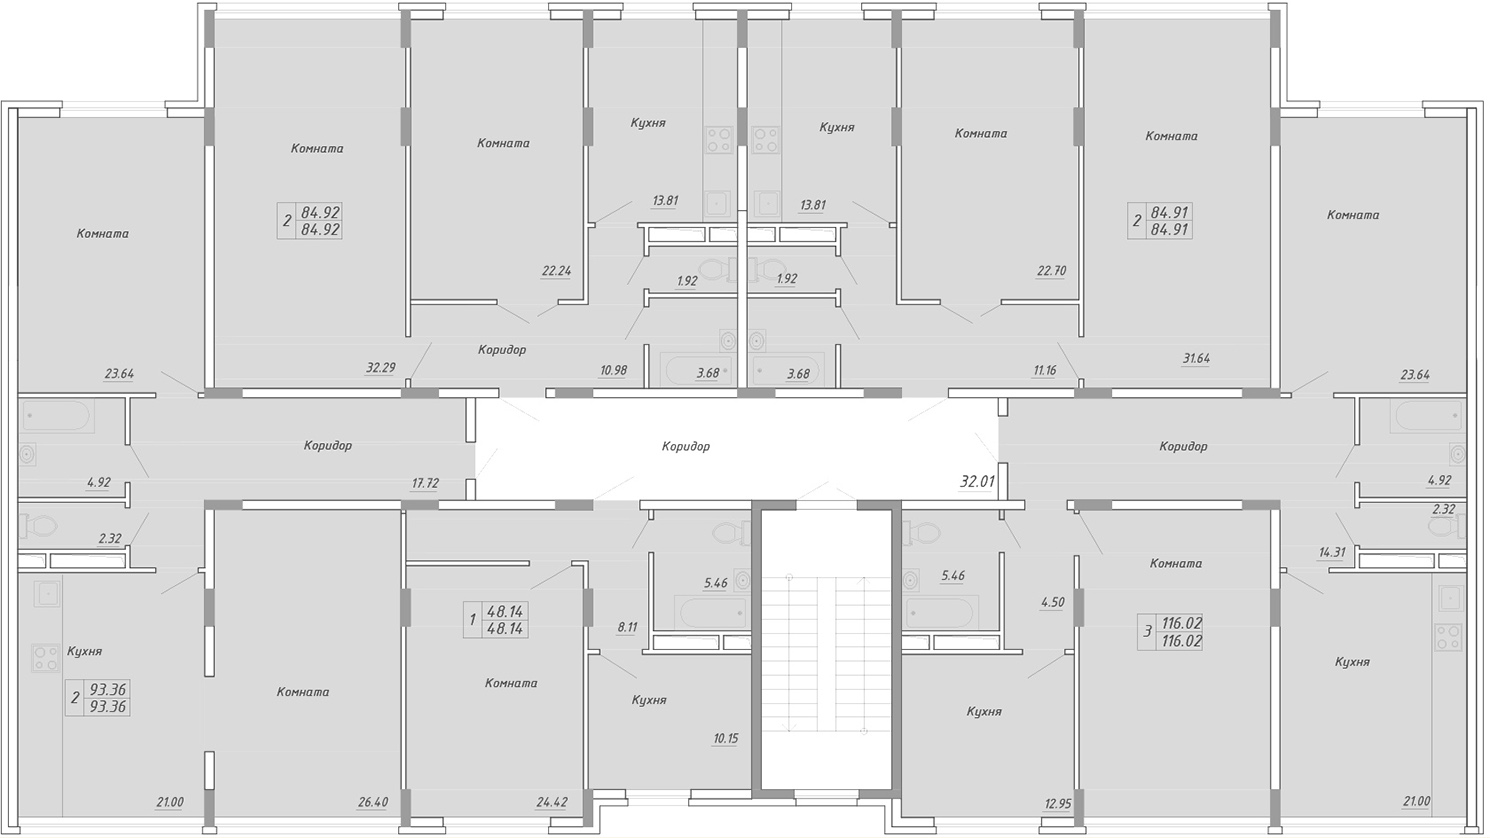 Кухня
Кухня
Комната
Комната
Комната
Комната
2 84.92
84.92
2 84.91
84.91
13.81
13.81
Комната
Комната
22.24
1.92
1.92
22.70
Коридор
23.64
32.29
10.98
3.68
3.68
11.16
31.64
23.64
Коридор
Коридор
Коридор
4.92
17.72
32.01
4.92
2.32
2.32
14.31
Комната
5.46
5.46
4.50
1 48.14
48.14
8.11
3 116.02
116.02
Кухня
Кухня
2 93.36
93.36
Комната
Комната
Кухня
Кухня
10.15
21.00
26.40
24.42
12.95
21.00